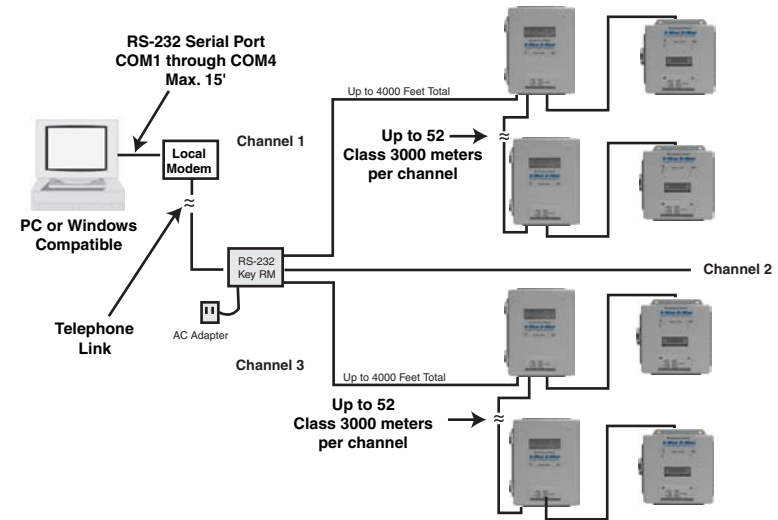 RS-232 Serial Port
COM1 through COM4
Max. 15'
Up to 4000 Feet Total
Channel 1
Local
Modem
Up to 52
Class 3000 meters
per channel
PC or Windows
Compatible
RS-232
Key RM
Channel 2
AC Adapter
Telephone
Link
Channel 3
Up to 4000 Feet Total
Up to 52
Class 3000 meters
per channel